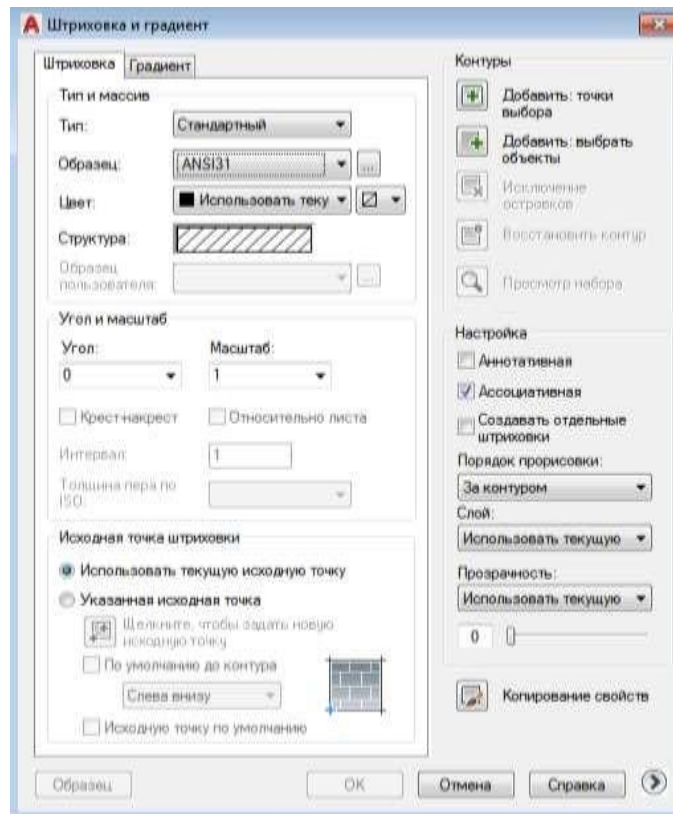 Штриховка и градиент
Штриховка
Градиент
Тип и массив
Тип:
Стандартный
Образец:
ANSI31
...
Цвет:
Использовать теку
Структура:
Образец
пользователя:
...
Угол и масштаб
Угол:
Масштаб:
0
1
Крест-накрест
Относительно листа
Интервал:
1
Толщина пера по
ISO:
Исходная точка штриховки
Использовать текущую исходную точку
Указанная исходная точка
Щелкните, чтобы задать новую
исходную точку
По умолчанию до контура
Слева внизу
Исходную точку по умолчанию
Контуры
Добавить: точки
выбора
Добавить: выбрать
объекты
Исключение
островков
Восстановить контур
Просмотр набора
Настройка
Аннотативная
Ассоциативная
Создавать отдельные
штриховки
Порядок прорисовки:
За контуром
Слой:
Использовать текущую
Прозрачность:
Использовать текущую
0
Копирование свойств
Образец
OK
Отмена
Справка